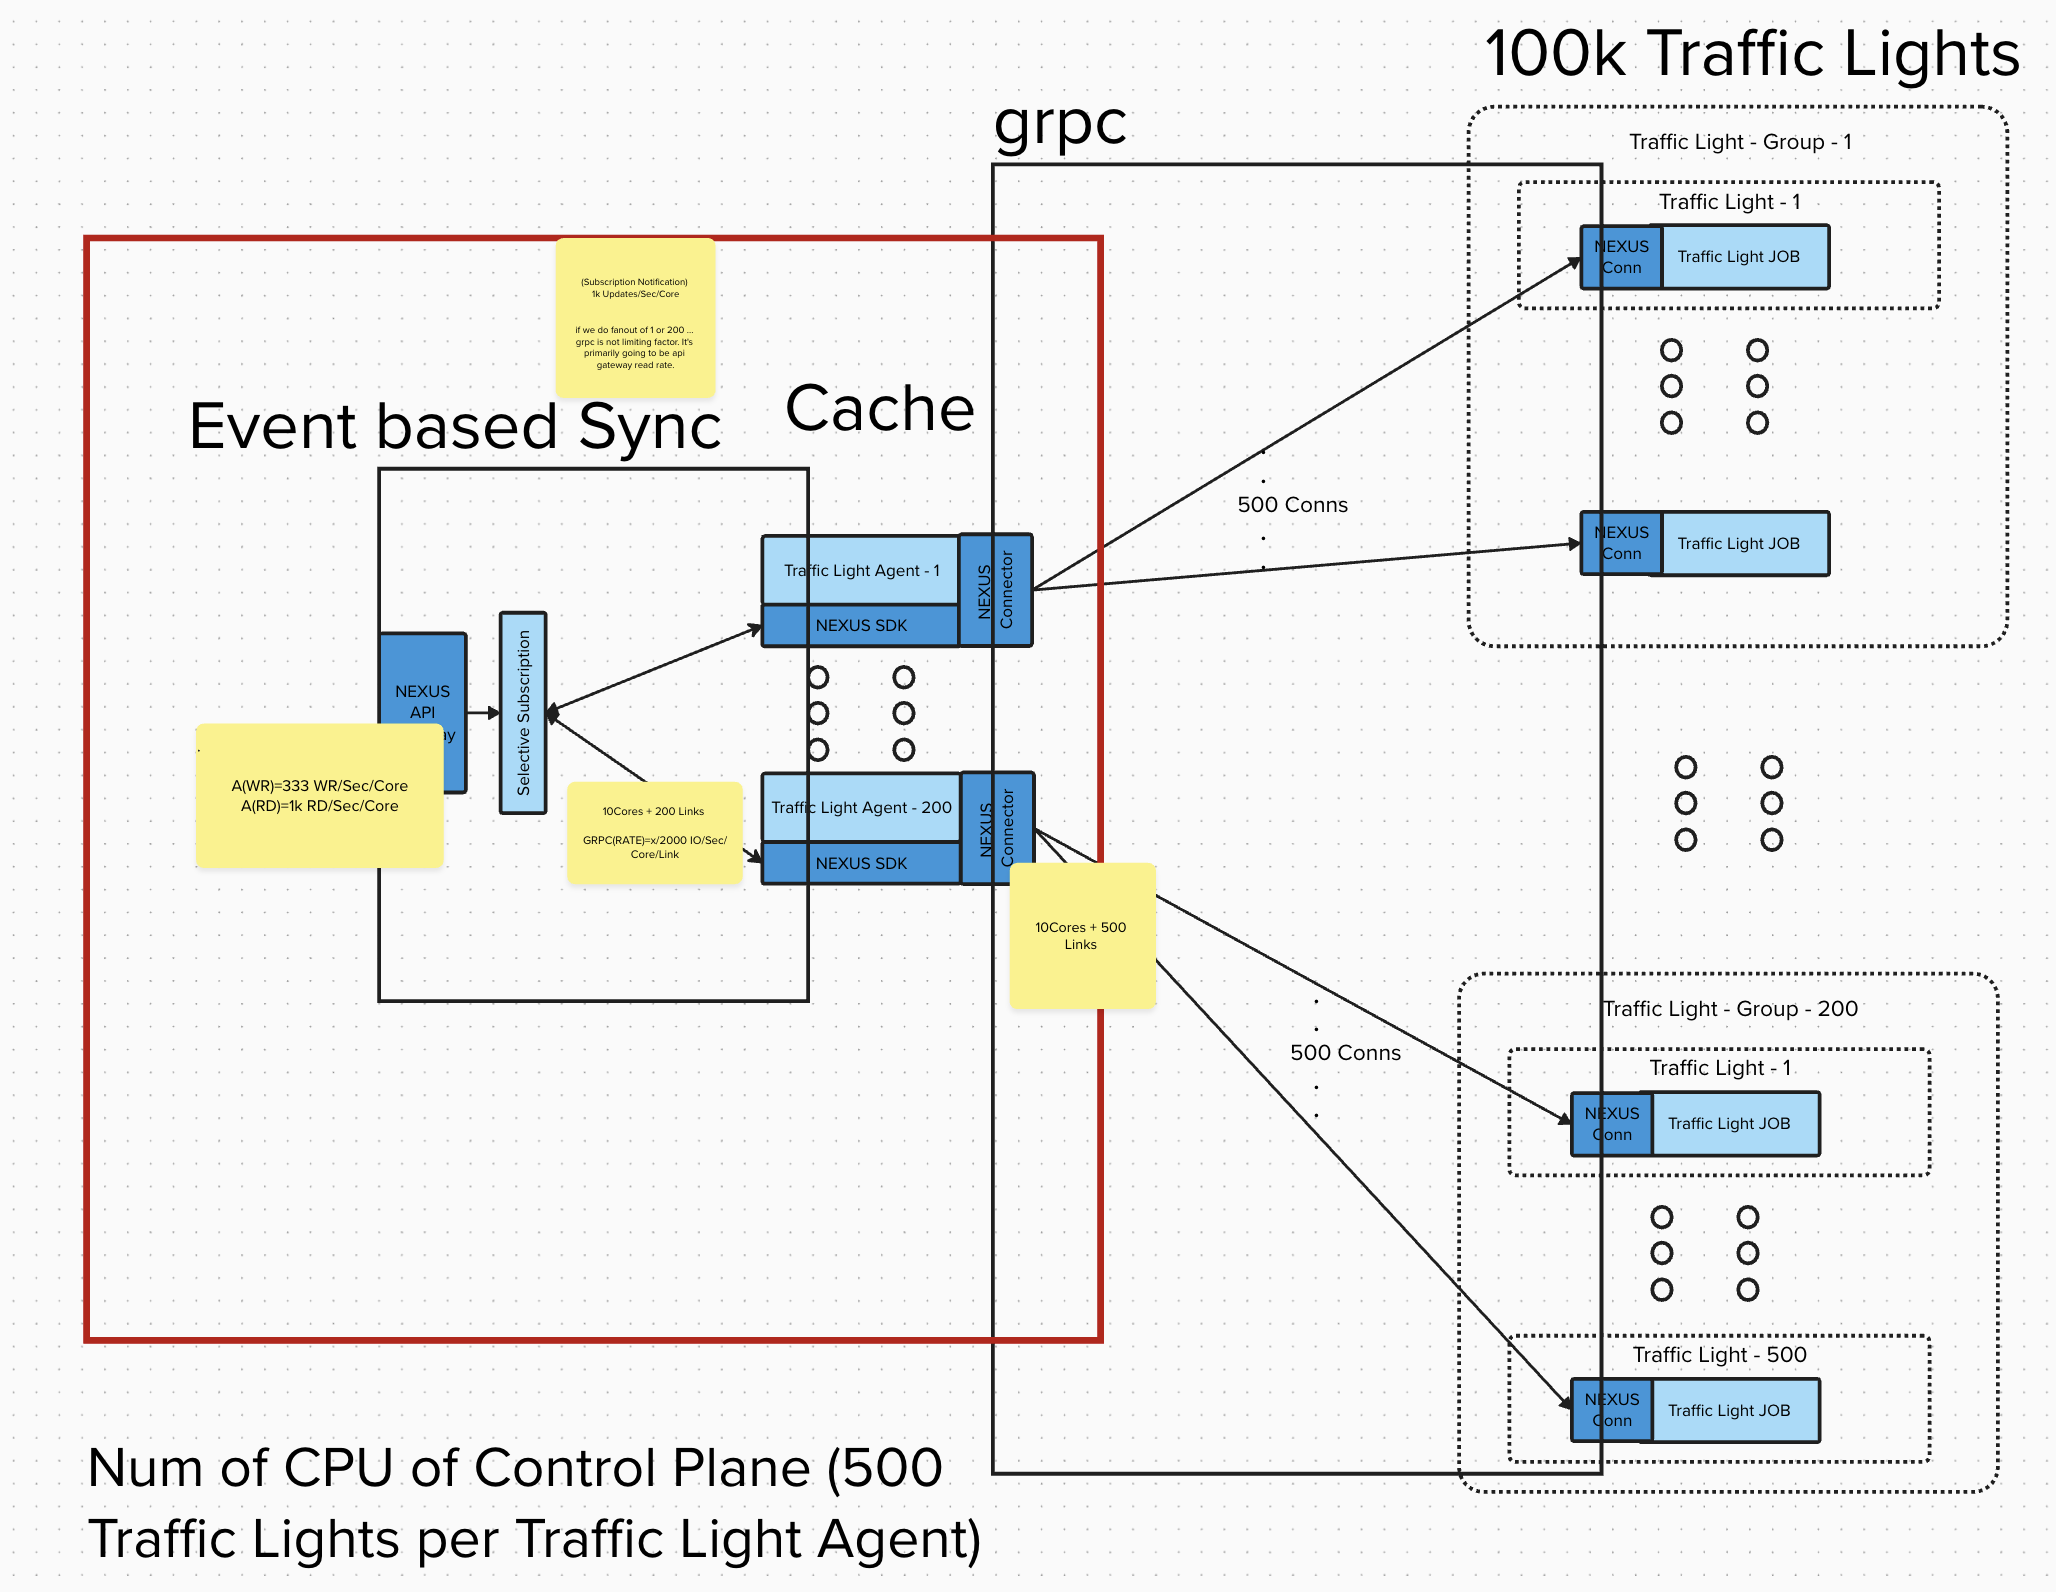 100k Traffic Lights
grpc
Traffic Light - Group - 1
Traffic Light - 1
NEXUS
Conn
Traffic Light JOB
(Subscription Notification)
1k Updates/Sec/Core
if we do fanout of 1 or 200 ...
grpc is not limiting factor. It's
primarily going to be api
gateway read rate.
Event based Sync
Cache
500 Conns
NEXUS
Conn
Traffic Light JOB
Traffic Light Agent - 1
NEXUS SDK
NEXUS
Connector
NEXUS
API
ay
Selective Subscription
.
A(WR)=333 WR/Sec/Core
A(RD)=1k RD/Sec/Core
10Cores + 200 Links
GRPC(RATE)=x/2000 IO/Sec/
Core/Link
Traffic Light Agent - 200
NEXUS SDK
NEXUS
Connector
10Cores + 500
Links
500 Conns
Traffic Light - Group - 200
Traffic Light - 1
NEXUS
Conn
Traffic Light JOB
Traffic Light - 500
NEXUS
Conn
Traffic Light JOB
Num of CPU of Control Plane (500
Traffic Lights per Traffic Light Agent)